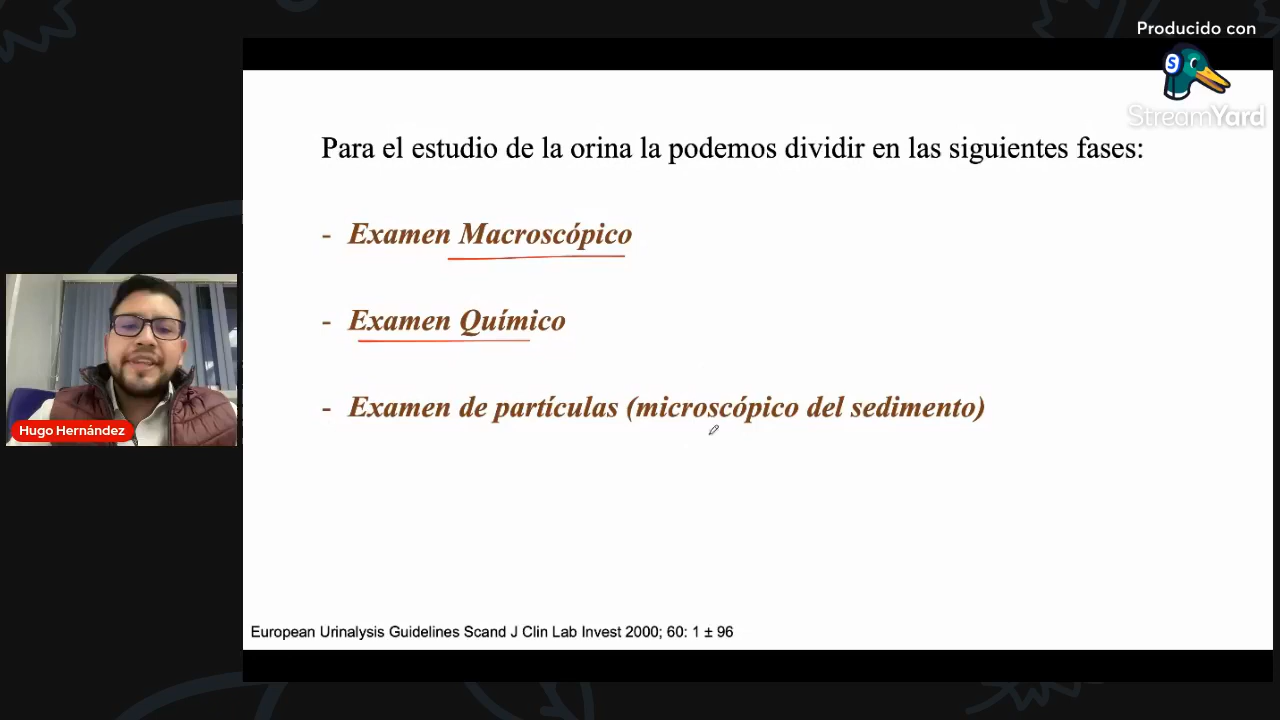 Producido con
StreamYard
Para el estudio de la orina la podemos dividir en las siguientes fases:
- Examen Macroscópico
- Examen Químico
- Examen de partículas (microscópico del sedimento)
Hugo Hernández
European Urinalysis Guidelines Scand J Clin Lab Invest 2000; 60: 1 ± 96